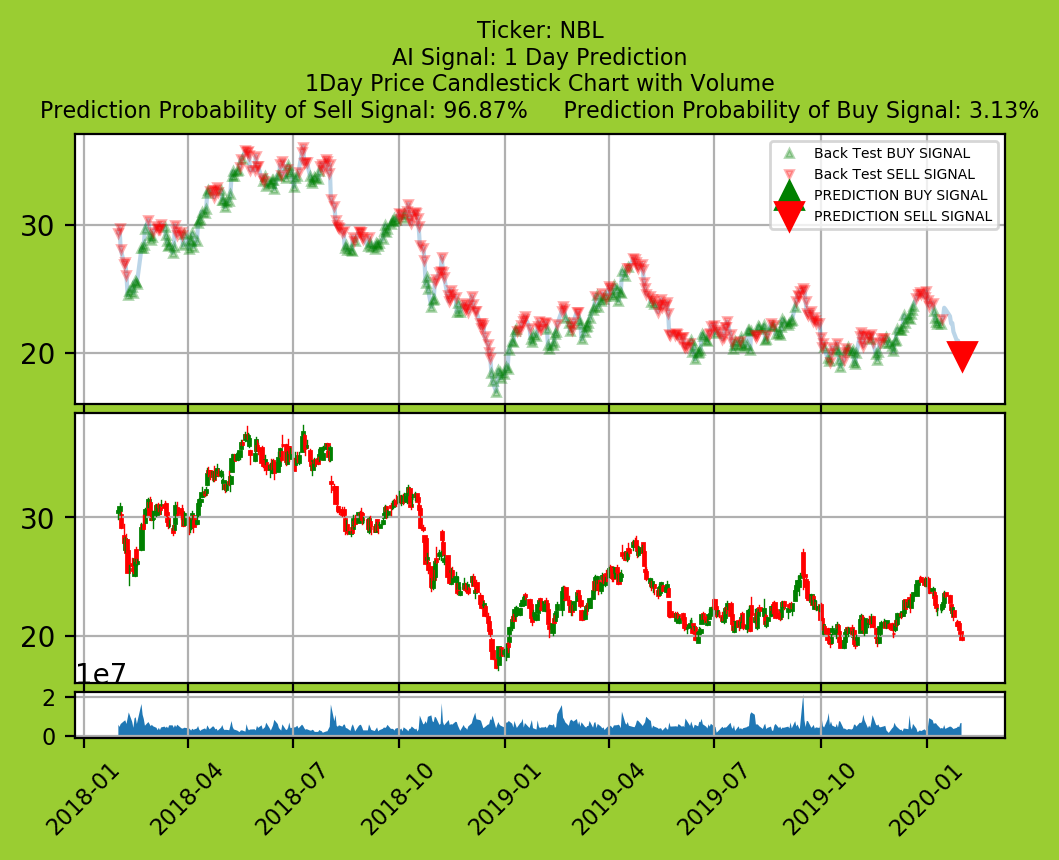 Ticker: NBL
AI Signal: 1 Day Prediction
1Day Price Candlestick Chart with Volume
Prediction Probability of Sell Signal: 96.87% Prediction Probability of Buy Signal: 3.13%
Back Test BUY SIGNAL
Back Test SELL SIGNAL
PREDICTION BUY SIGNAL
PREDICTION SELL SIGNAL
30
20
30
20
1e7
2
0
2018-01 2018-04 2018-07 2018-10 2019-01 2019-04 2019-07 2019-10 2020-01